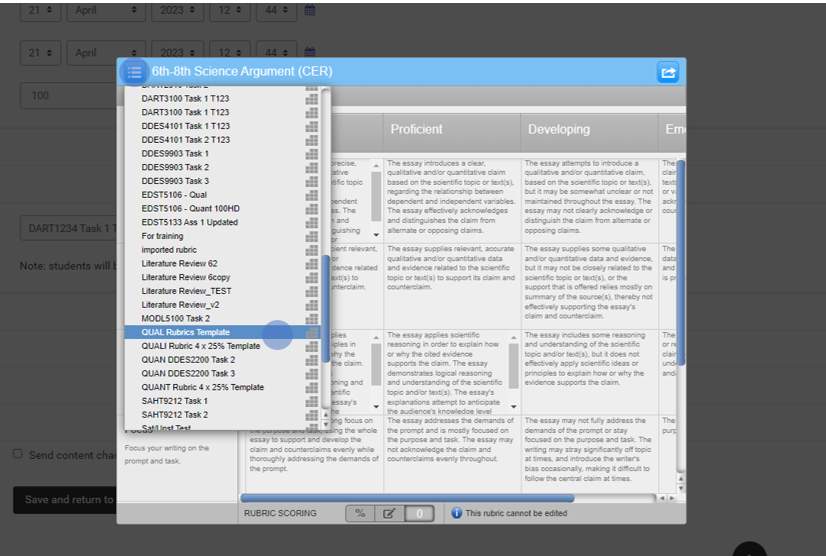 21 April 2023 12 44
21 April 2023 12 44
6th-8th Science Argument (CER)
100
DART3100 Task 1 T123
DART3100 Task 1 T123
DDES4101 Task 1 T123
DDES4101 Task 2 T123
DDES9903 Task 1
DDES9903 Task 2
DDES9903 Task 3
EDST5106 - Qual
EDST5106 - Quant 100HD
EDST5133 Ass 1 Updated
For training
imported rubric
Literature Review 62
Literature Review 6copy
Literature Review_TEST
Literature Review_v2
MODL5100 Task 2
QUAL Rubrics Template
QUALI Rubric 4 x 25% Template
QUAN DDES2200 Task 2
QUAN DDES2200 Task 3
QUANT Rubric 4 x 25% Template
SAHT9212 Task 1
SAHT9212 Task 2
Proficient
Developing
The essay introduces a clear,
qualitative and/or quantitative claim
based on the scientific topic or text(s),
regarding the relationship between
dependent and independent variables.
The essay effectively acknowledges
and distinguishes the claim from
alternate or opposing claims.
The essay attempts to introduce a
qualitative and/or quantitative claim,
based on the scientific topic or text(s),
but it may be somewhat unclear or not
maintained throughout the essay. The
essay may not clearly acknowledge or
distinguish the claim from alternate or
opposing claims.
The essay supplies relevant, accurate
qualitative and/or quantitative data
and evidence related to the scientific
topic or text(s) to support its claim and
counterclaim.
The essay supplies some qualitative
and/or quantitative data and evidence,
but it may not be closely related to the
scientific topic or text(s), or the
support that is offered relies mostly on
summary of the source(s), thereby not
effectively supporting the essay's
claim and counterclaim.
The essay applies scientific
reasoning in order to explain how
or why the cited evidence
supports the claim. The essay
demonstrates logical reasoning
and understanding of the scientific
topic and/or text(s). The essay's
explanations attempt to anticipate
the audience's knowledge level
The essay includes some reasoning
and understanding of the scientific
topic and/or text(s), but it does not
effectively apply scientific ideas or
principles to explain how or why the
evidence supports the claim.
Focus
Focus your writing on the
prompt and task.
the purpose and task, using the whole
essay to support and develop the
claim and counterclaims evenly while
thoroughly addressing the demands of
the prompt.
The essay addresses the demands of
the prompt and is mostly focused on
the purpose and task. The essay may
not acknowledge the claim and
counterclaims evenly throughout.
The essay may not fully address the
demands of the prompt or stay
focused on the purpose and task. The
writing may stray significantly off topic
at times, and introduce the writer's
bias occasionally, making it difficult to
follow the central claim at times.
DART1234 Task 1 T
Note: students will
Send content
Save and return to
RUBRIC SCORING % 0 This rubric cannot be edited